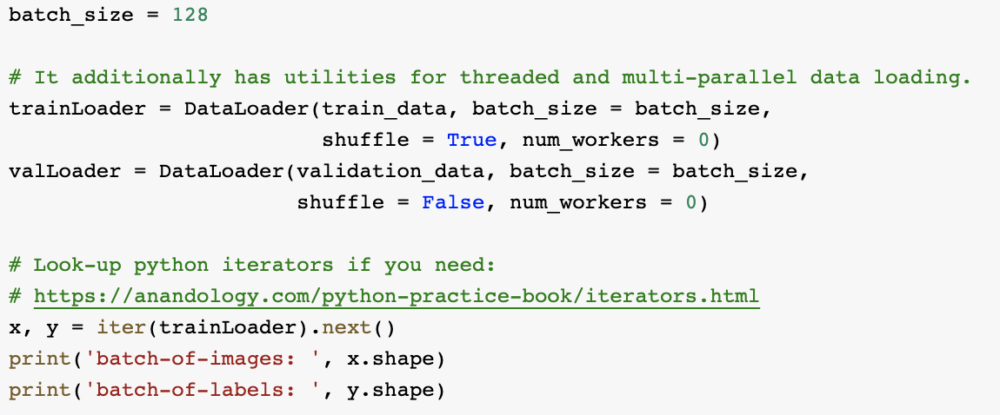 batch_size = 128
# It additionally has utilities for threaded and multi-parallel data loading.
trainLoader = DataLoader(train_data, batch_size = batch_size,
shuffle = True, num_workers = 0)
valLoader = DataLoader(validation_data, batch_size = batch_size,
shuffle = False, num_workers = 0)
# Look-up python iterators if you need:
# https://anandology.com/python-practice-book/iterators.html
x, y = iter(trainLoader).next()
print('batch-of-images: ', x.shape)
print('batch-of-labels: ', y.shape)